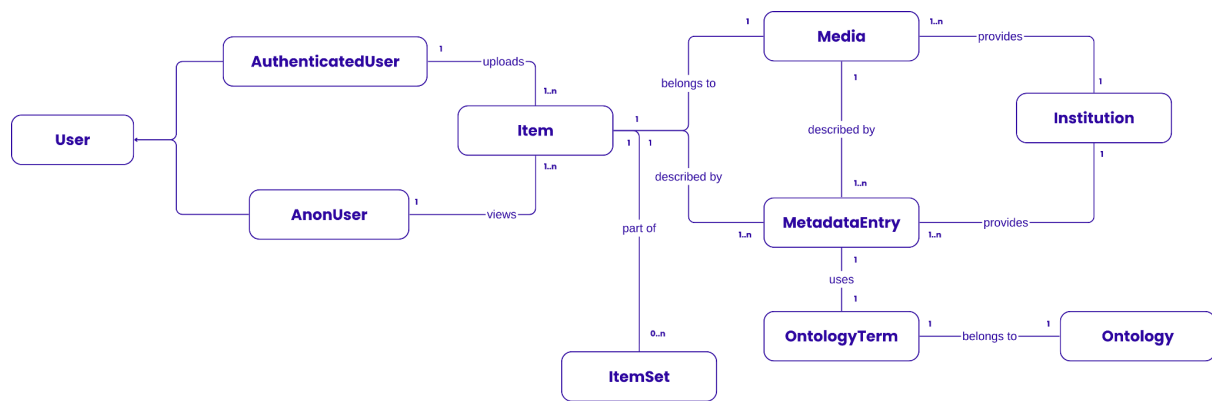 1
1..n
Media
provides
AuthenticatedUser
1
uploads
belongs to
1
1
1..n
Institution
User
Item
1
described by
1
1
1..n
described by
1
1..n
AnonUser
1
views
part of
1..n
MetadataEntry
1..n
provides
1
uses
1
0..n
OntologyTerm
1
belongs to
1
Ontology
ItemSet